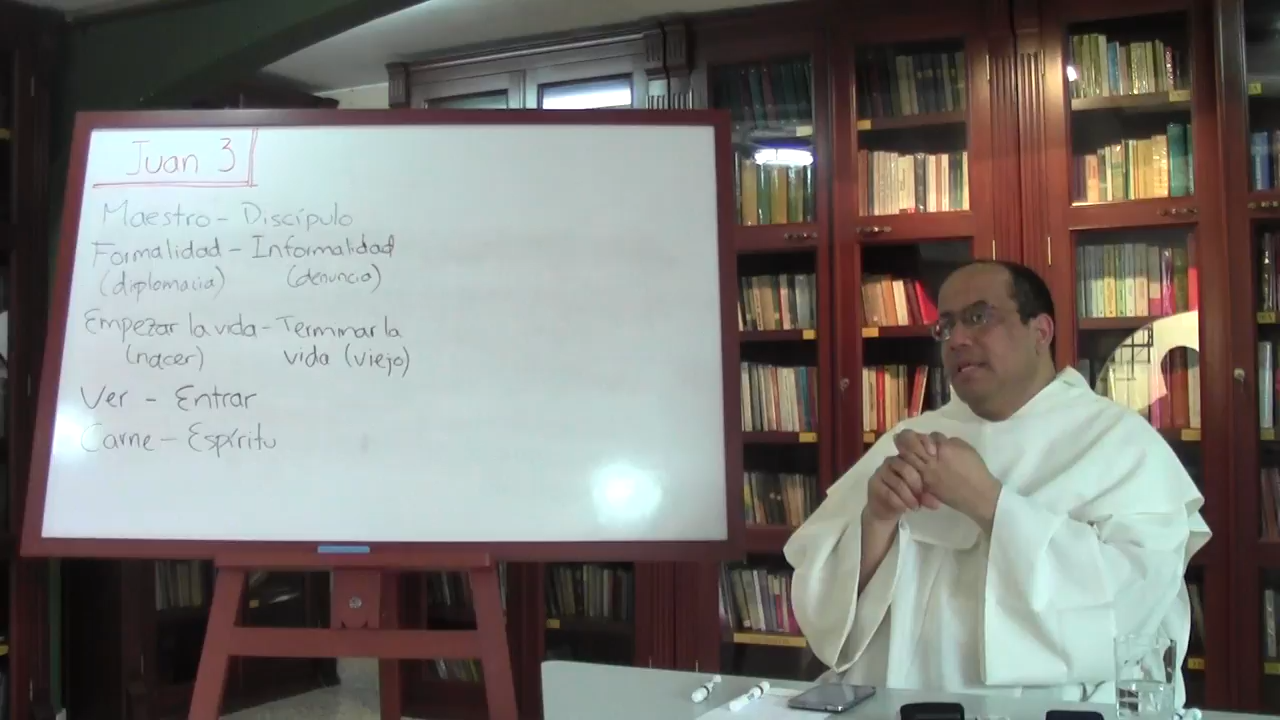 Juan 3
Maestro - Discípulo
Formalidad - Informalidad
(diplomacia) (denuncia)
Empezar la vida - Terminar la
(nacer) vida (viejo)
Ver - Entrar
Carne - Espíritu